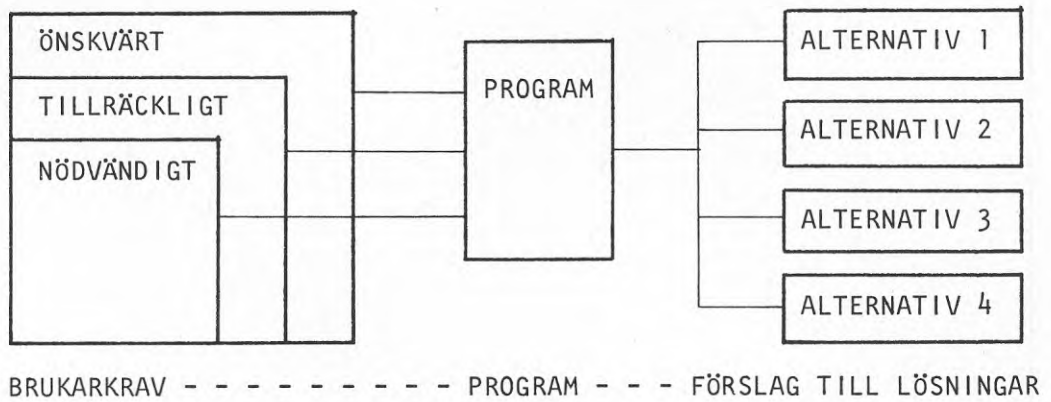 ÖNSKVÄRT
TILLRÄCKLIGT
NÖDVÄNDIGT
PROGRAM
ALTERNATIV 1
ALTERNATIV 2
ALTERNATIV 3
ALTERNATIV 4
BRUKARKRAV - - - - - - - - - PROGRAM - - - FÖRSLAG TILL LÖSNINGAR